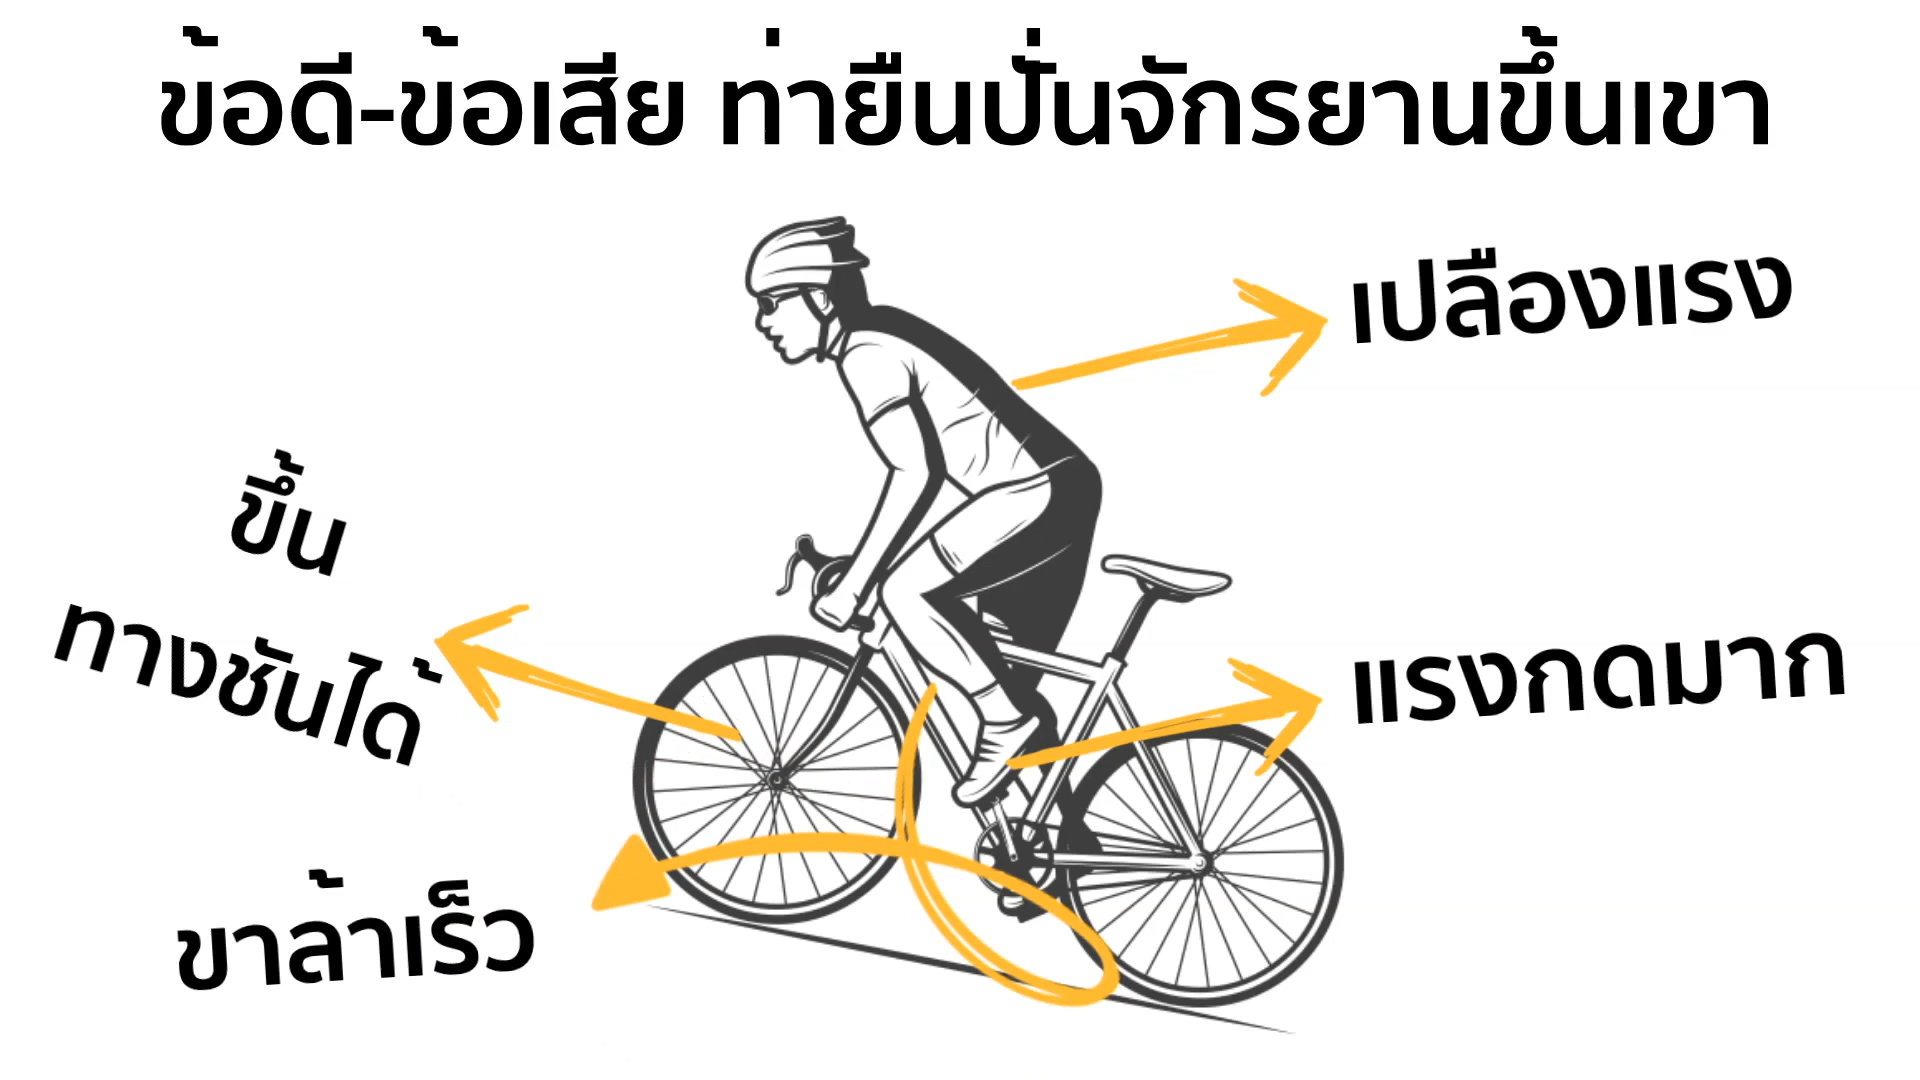 ข้อดี-ข้อเสีย ท่ายืนปั่นจักรยานขึ้นเขา
เปลืองแรง
ขึ้น
ทางชันได้
แรงกดมาก
ขาล้าเร็ว